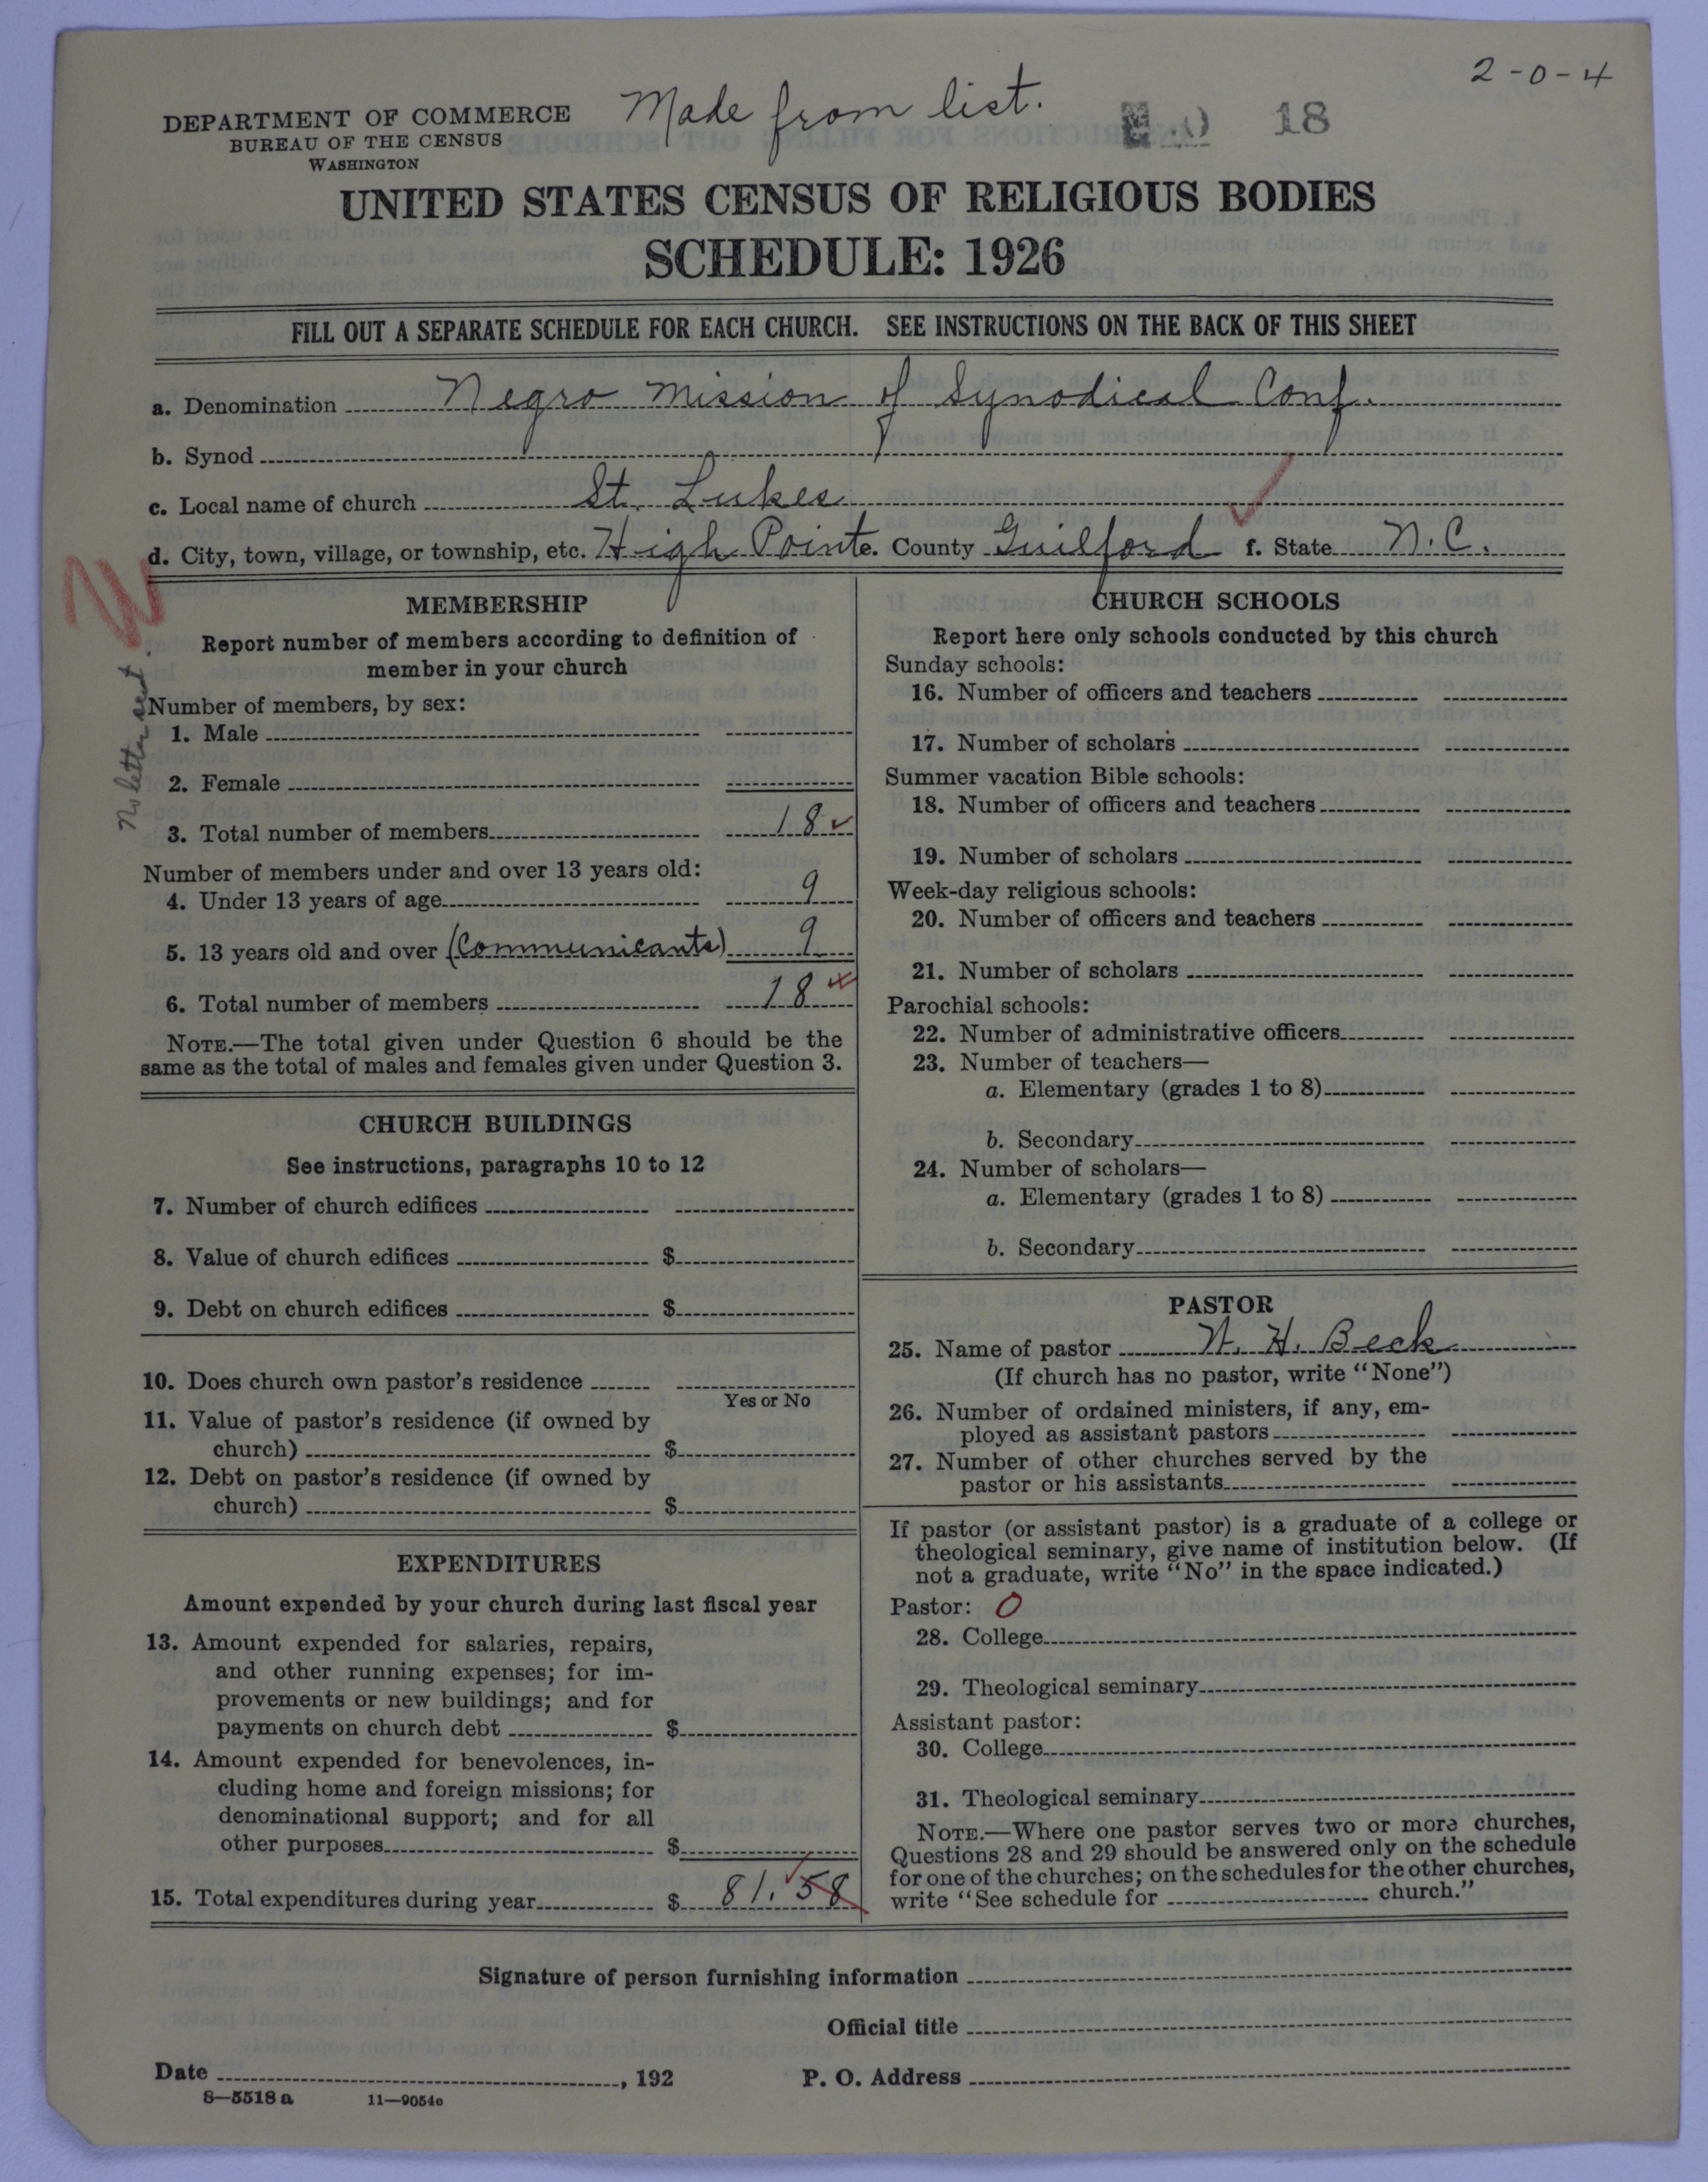 2-0-4
Made from list.
18
DEPARTMENT OF COMMERCE
BUREAU OF THE CENSUS
WASHINGTON
UNITED STATES CENSUS OF RELIGIOUS BODIES
SCHEDULE: 1926
FILL OUT A SEPARATE SCHEDULE FOR EACH CHURCH. SEE INSTRUCTIONS ON THE BACK OF THIS SHEET
a. Denomination Negro Mission of Synodical Conf.
b. Synod
c. Local name of church St. Lukes
d. City, town, village, or township, etc. High Point e. County Guilford f. State N.C.
W
No letter sent.
MEMBERSHIP
Report number of members according to definition of
member in your church
Number of members, by sex:
1. Male
2. Female
3. Total number of members 18
Number of members under and over 13 years old:
4. Under 13 years of age 9
5. 13 years old and over (Communicants) 9
6. Total number of members 18
NOTE.—The total given under Question 6 should be the
same as the total of males and females given under Question 3.
CHURCH BUILDINGS
See instructions, paragraphs 10 to 12
7. Number of church edifices
8. Value of church edifices $
9. Debt on church edifices $
10. Does church own pastor's residence
Yes or No
11. Value of pastor's residence (if owned by
church) $
12. Debt on pastor's residence (if owned by
church) $
EXPENDITURES
Amount expended by your church during last fiscal year
13. Amount expended for salaries, repairs,
and other running expenses; for im-
provements or new buildings; and for
payments on church debt $
14. Amount expended for benevolences, in-
cluding home and foreign missions; for
denominational support; and for all
other purposes $
15. Total expenditures during year $ 81.58
CHURCH SCHOOLS
Report here only schools conducted by this church
Sunday schools:
16. Number of officers and teachers
17. Number of scholars
Summer vacation Bible schools:
18. Number of officers and teachers
19. Number of scholars
Week-day religious schools:
20. Number of officers and teachers
21. Number of scholars
Parochial schools:
22. Number of administrative officers
23. Number of teachers—
a. Elementary (grades 1 to 8)
b. Secondary
24. Number of scholars—
a. Elementary (grades 1 to 8)
b. Secondary
PASTOR
25. Name of pastor W. H. Beck
(If church has no pastor, write "None")
26. Number of ordained ministers, if any, em-
ployed as assistant pastors
27. Number of other churches served by the
pastor or his assistants
If pastor (or assistant pastor) is a graduate of a college or
theological seminary, give name of institution below. (If
not a graduate, write "No" in the space indicated.)
Pastor: O
28. College
29. Theological seminary
Assistant pastor:
30. College
31. Theological seminary
NOTE.—Where one pastor serves two or more churches,
Questions 28 and 29 should be answered only on the schedule
for one of the churches; on the schedules for the other churches,
write "See schedule for church."
Signature of person furnishing information
Official title
Date , 192
P. O. Address
8—5518 a 11—9054e